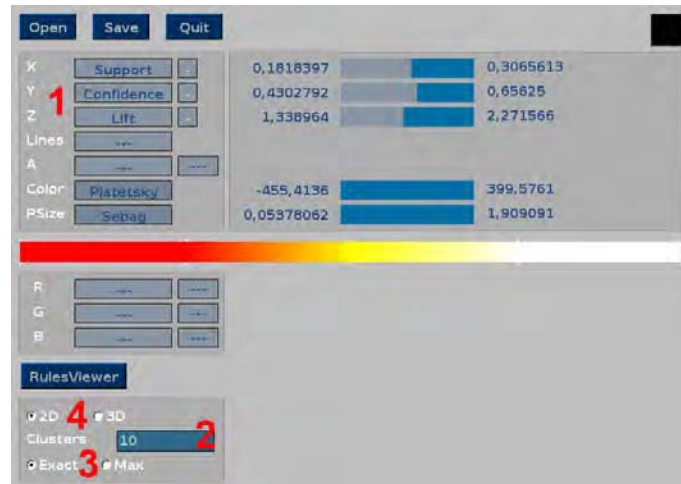 Open Save Quit
X Support - 0,1818397 0,3065613
Y Confidence - 0,4302792 0,65625
1
Z Lift - 1,338964 2,271566
Lines ---
A --- ---
Color Piatetsky -455,4136 399,5761
PSize Sebag 0,05378062 1,909091
R --- ---
G --- ---
B --- ---
RulesViewer
2D 4 3D
Clusters 10 2
Exact 3 Max